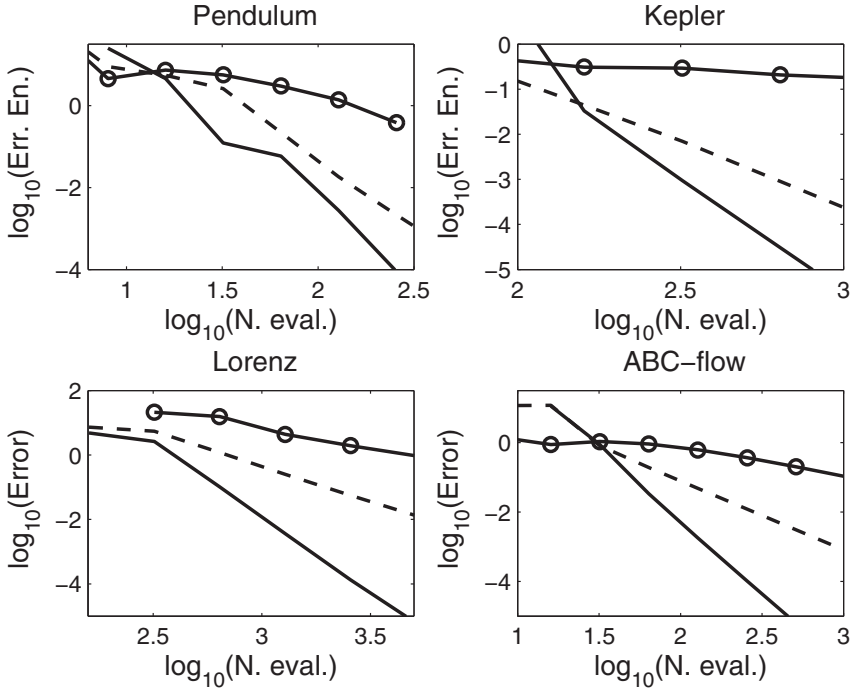 Pendulum
log10(Err. En.)
0
−2
−4
1
1.5
2
2.5
log10(N. eval.)
Kepler
log10(Err. En.)
0
−1
−2
−3
−4
−5
2
2.5
3
log10(N. eval.)
Lorenz
log10(Error)
2
0
−2
−4
2.5
3
3.5
log10(N. eval.)
ABC−flow
log10(Error)
0
−2
−4
1
1.5
2
2.5
3
log10(N. eval.)